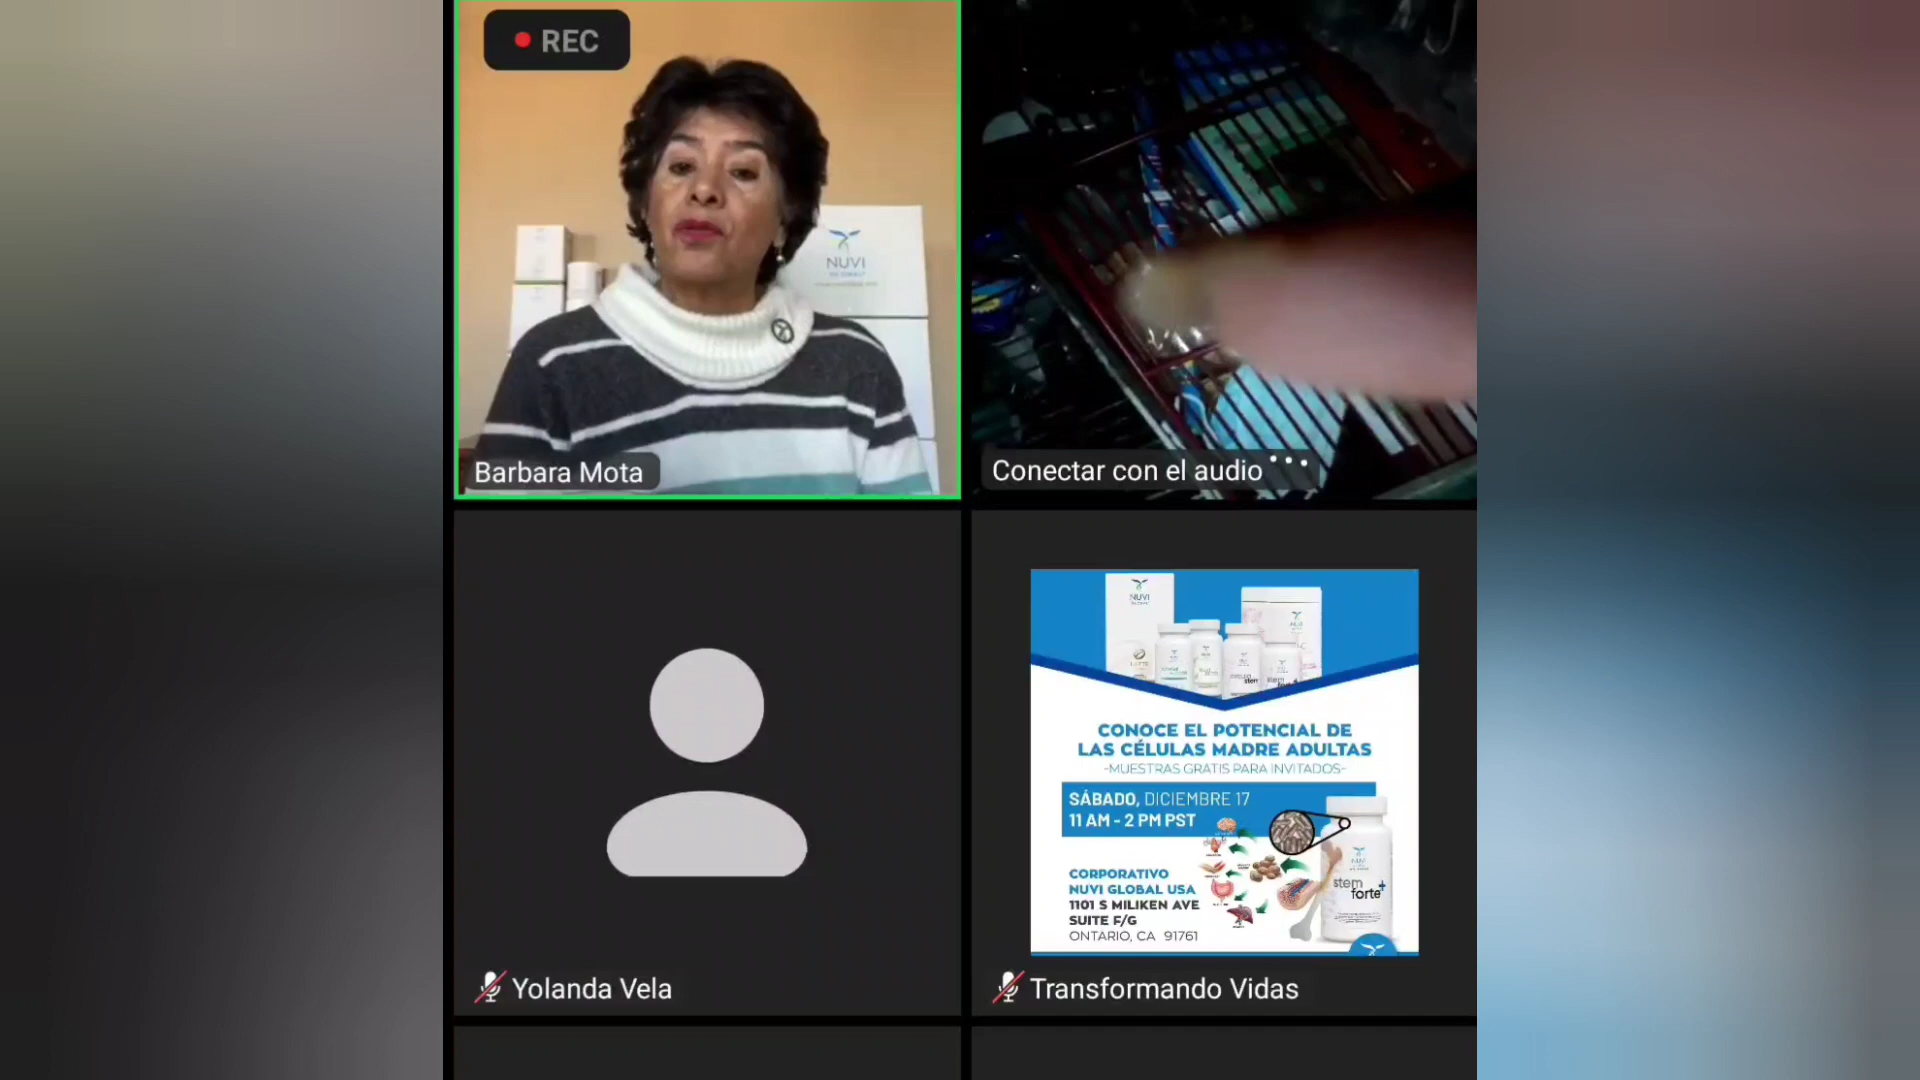 REC
NUVI
Barbara Mota
Conectar con el audio
Yolanda Vela
NUVI
CONOCE EL POTENCIAL DE
LAS CÉLULAS MADRE ADULTAS
-MUESTRAS GRATIS PARA INVITADOS-
SÁBADO, DICIEMBRE 17
11 AM - 2 PM PST
CORPORATIVO
NUVI GLOBAL USA
1101 S MILIKEN AVE
SUITE F/G
ONTARIO, CA 91761
stem
forte+
Transformando Vidas